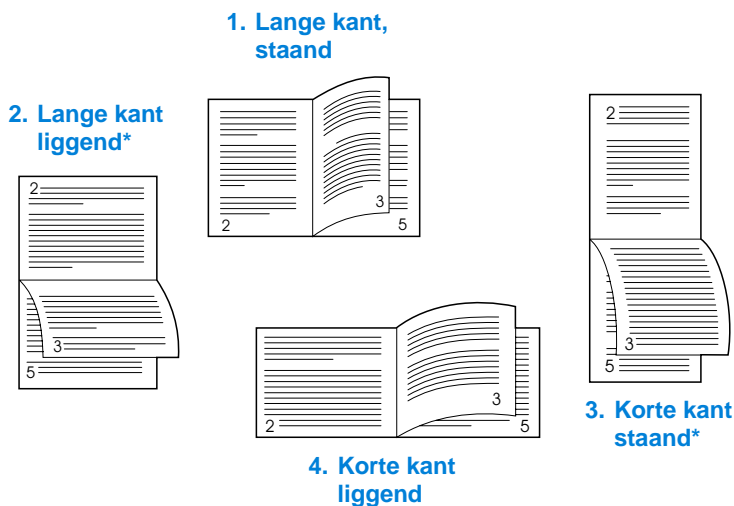 1. Lange kant,
staand
2. Lange kant
liggend*
2
3
5
2
3
5
2
3
5
2
3
5
3. Korte kant
staand*
4. Korte kant
liggend